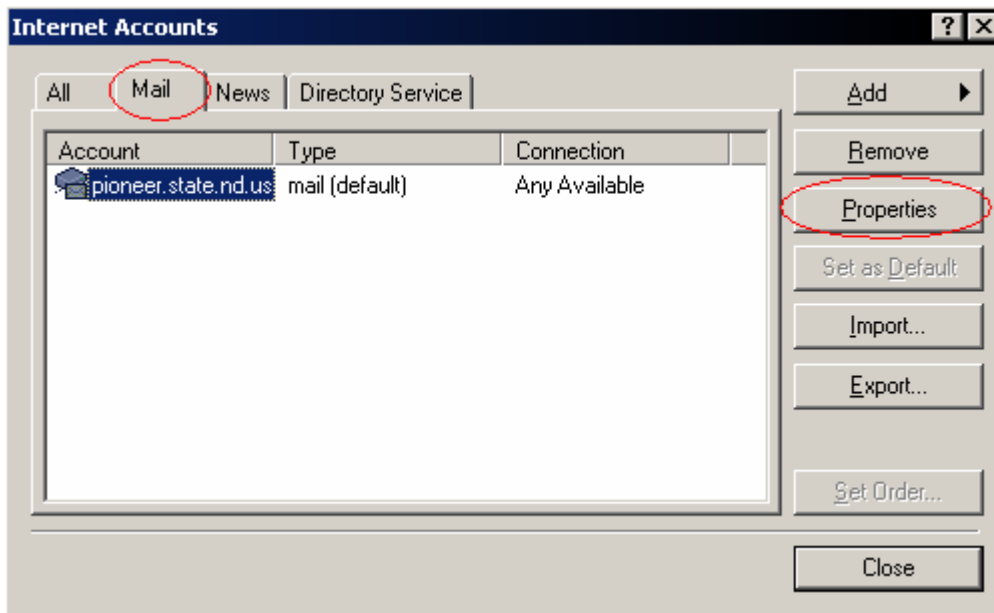 Internet Accounts
All Mail News Directory Service
Add
Account Type Connection
Remove
pioneer.state.nd.us mail (default) Any Available
Properties
Set as Default
Import...
Export...
Set Order...
Close